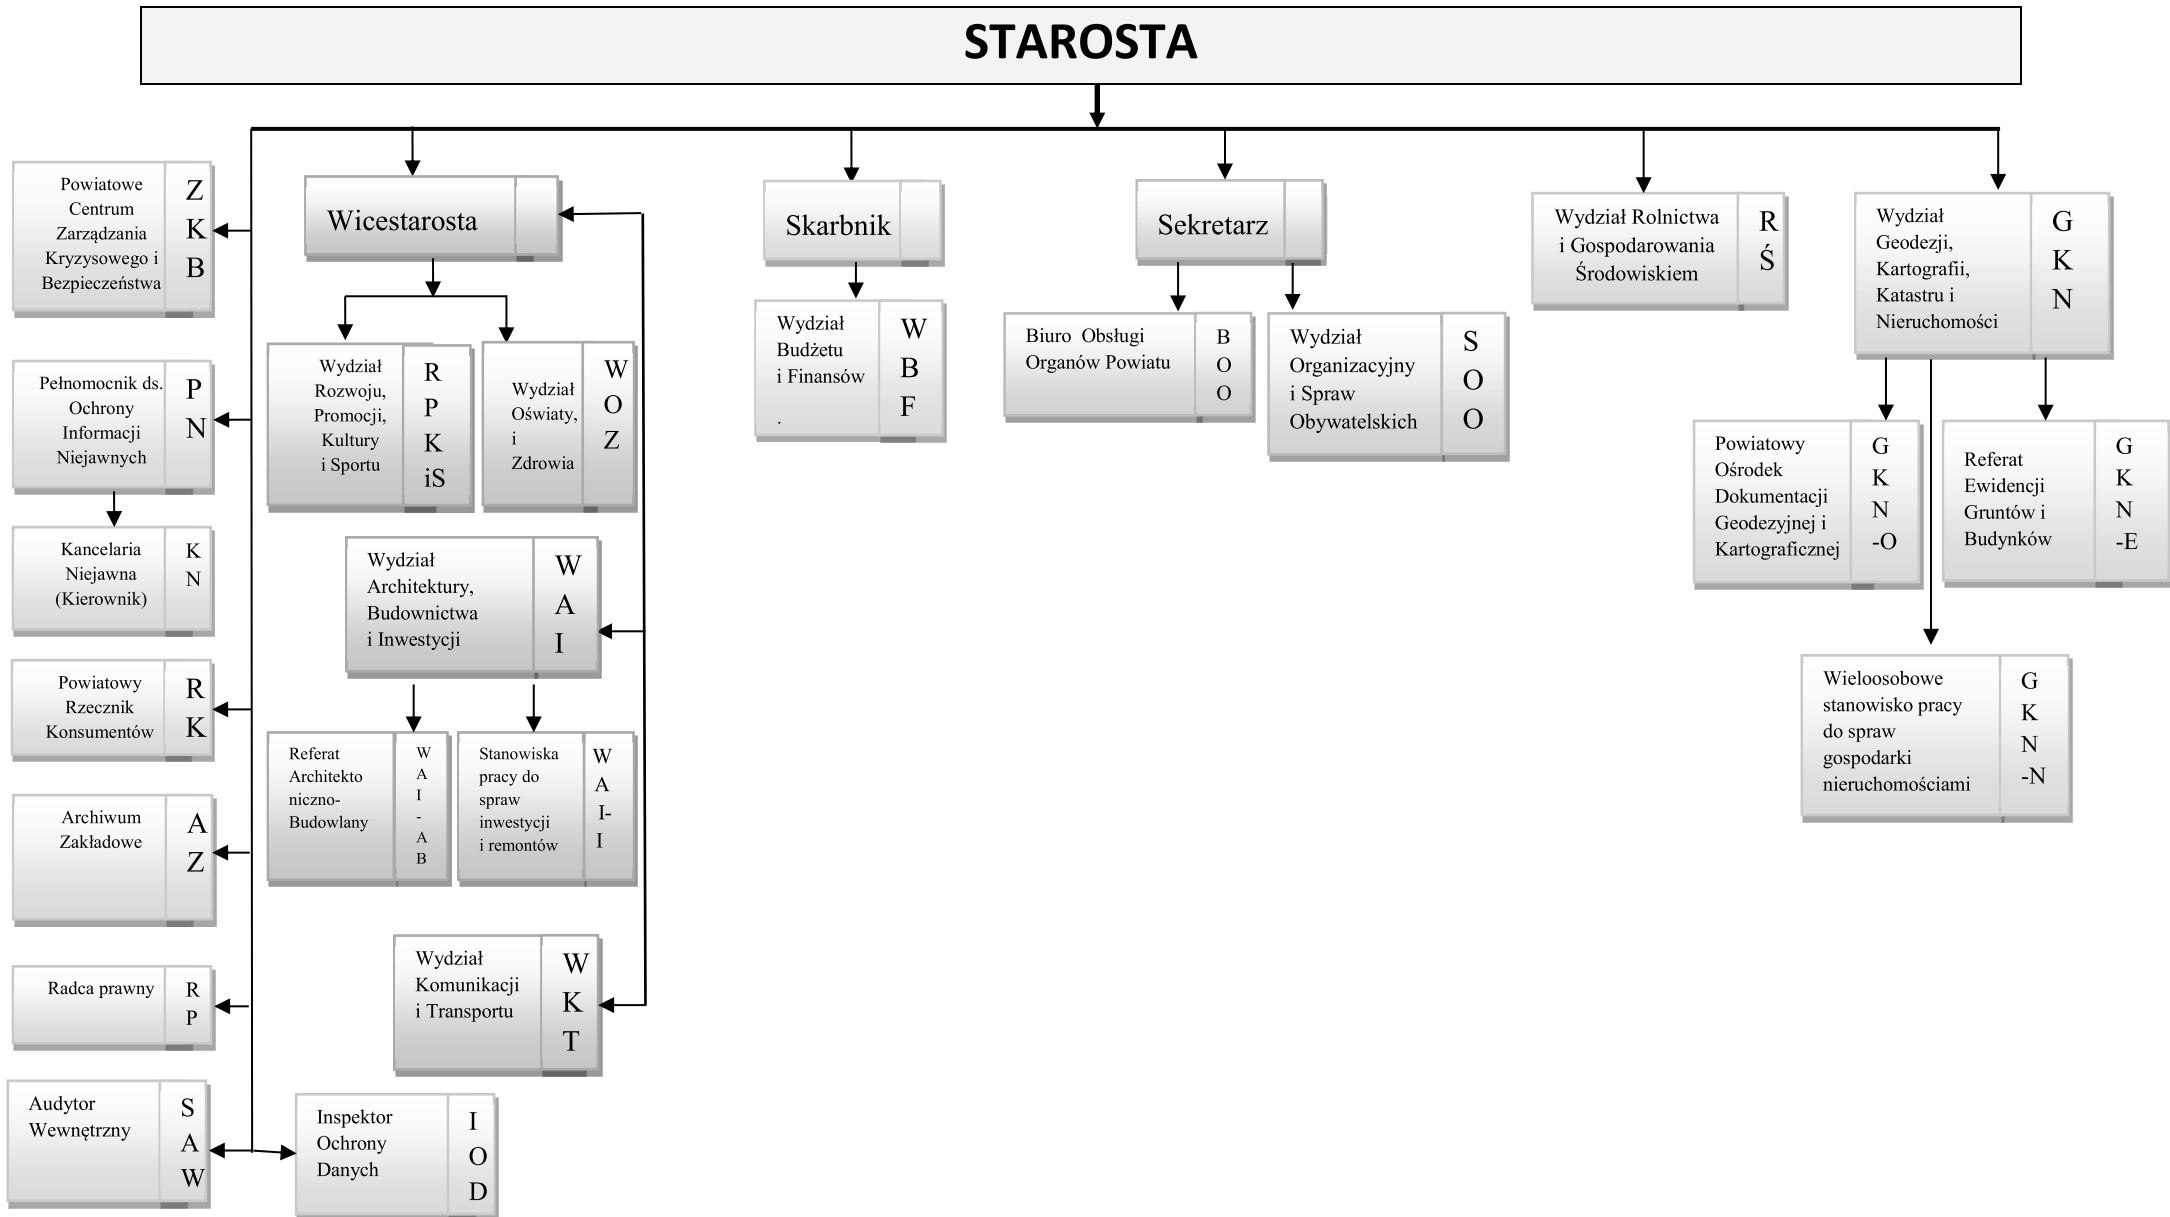 STAROSTA
Powiatowe
Centrum
Zarządzania
Kryzysowego i
Bezpieczeństwa
Z
K
B
Pełnomocnik ds.
Ochrony
Informacji
Niejawnych
P
N
Kancelaria
Niejawna
(Kierownik)
K
N
Powiatowy
Rzecznik
Konsumentów
R
K
Archiwum
Zakładowe
A
Z
Radca prawny
R
P
Audytor
Wewnętrzny
S
A
W
Inspektor
Ochrony
Danych
I
O
D
Wicestarosta
Wydział
Rozwoju,
Promocji,
Kultury
i Sportu
R
P
K
iS
Wydział
Oświaty,
i
Zdrowia
W
O
Z
Wydział
Architektury,
Budownictwa
i Inwestycji
W
A
I
Referat
Architekto
niczno-
Budowlany
W
A
I
-
A
B
Stanowiska
pracy do
spraw
inwestycji
i remontów
W
A
I-
I
Wydział
Komunikacji
i Transportu
W
K
T
Skarbnik
Wydział
Budżetu
i Finansów
.
W
B
F
Sekretarz
Biuro Obsługi
Organów Powiatu
B
O
O
Wydział
Organizacyjny
i Spraw
Obywatelskich
S
O
O
Wydział Rolnictwa
i Gospodarowania
Środowiskiem
R
Ś
Wydział
Geodezji,
Kartografii,
Katastru i
Nieruchomości
G
K
N
Powiatowy
Ośrodek
Dokumentacji
Geodezyjnej i
Kartograficznej
G
K
N
-O
Referat
Ewidencji
Gruntów i
Budynków
G
K
N
-E
Wieloosobowe
stanowisko pracy
do spraw
gospodarki
nieruchomościami
G
K
N
-N